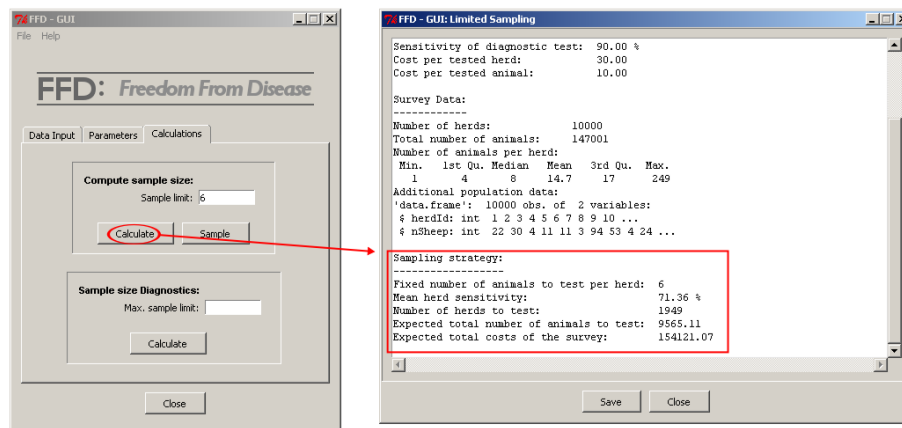 FFD - GUI
File Help
FFD: Freedom From Disease
Data Input Parameters Calculations
Compute sample size:
Sample limit: 6
Calculate Sample
Sample size Diagnostics:
Max. sample limit:
Calculate
Close
FFD - GUI: Limited Sampling
Sensitivity of diagnostic test: 90.00 %
Cost per tested herd: 30.00
Cost per tested animal: 10.00
Survey Data:
------------
Number of herds: 10000
Total number of animals: 147001
Number of animals per herd:
Min. 1st Qu. Median Mean 3rd Qu. Max.
1 4 8 14.7 17 249
Additional population data:
'data.frame': 10000 obs. of 2 variables:
$ herdId: int 1 2 3 4 5 6 7 8 9 10 ...
$ nSheep: int 22 30 4 11 11 3 94 53 4 24 ...
Sampling strategy:
------------------
Fixed number of animals to test per herd: 6
Mean herd sensitivity: 71.36 %
Number of herds to test: 1949
Expected total number of animals to test: 9565.11
Expected total costs of the survey: 154121.07
Save Close